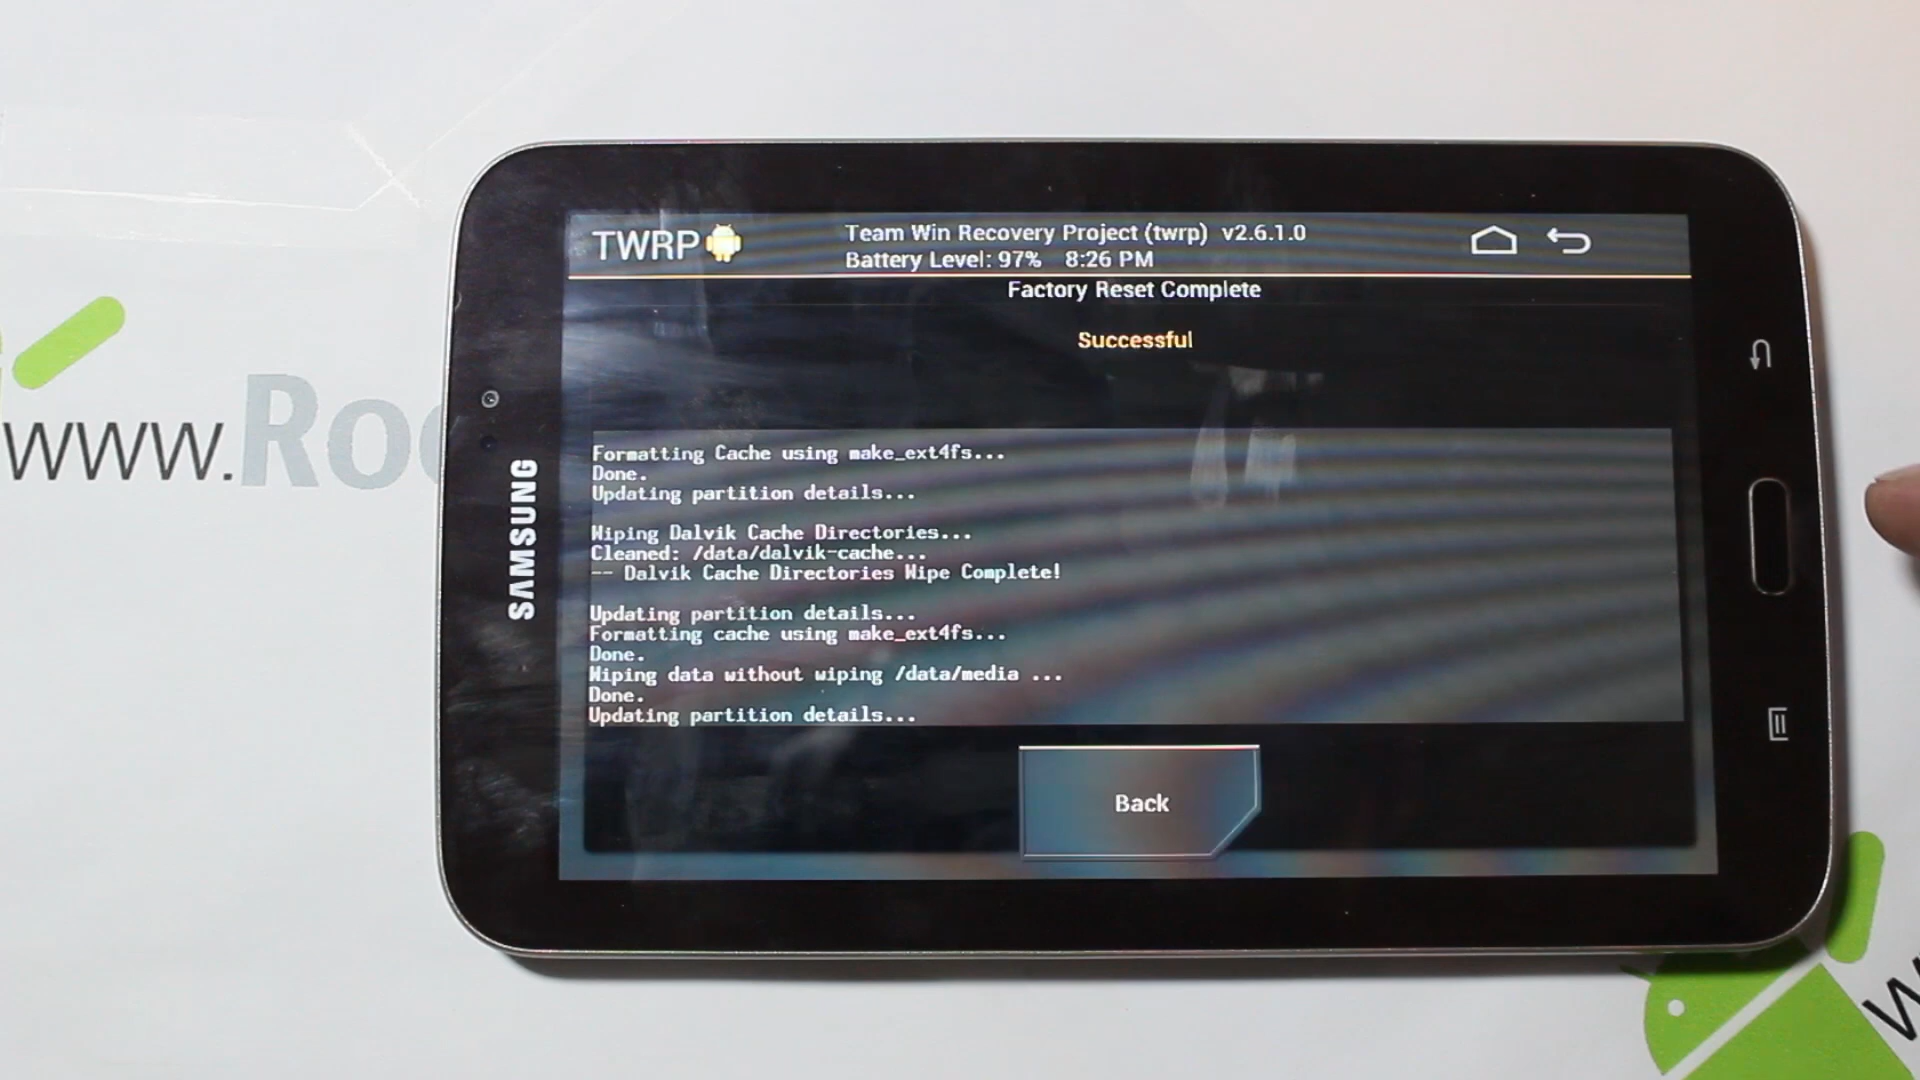 TWRP
Team Win Recovery Project (twrp) v2.6.1.0
Battery Level: 97% 8:26 PM
Factory Reset Complete
Successful
Formatting Cache using make_ext4fs...
Done.
Updating partition details...
Wiping Dalvik Cache Directories...
Cleaned: /data/dalvik-cache...
-- Dalvik Cache Directories Wipe Complete!
Updating partition details...
Formatting cache using make_ext4fs...
Done.
Wiping data without wiping /data/media ...
Done.
Updating partition details...
Back
SAMSUNG
www.Ro